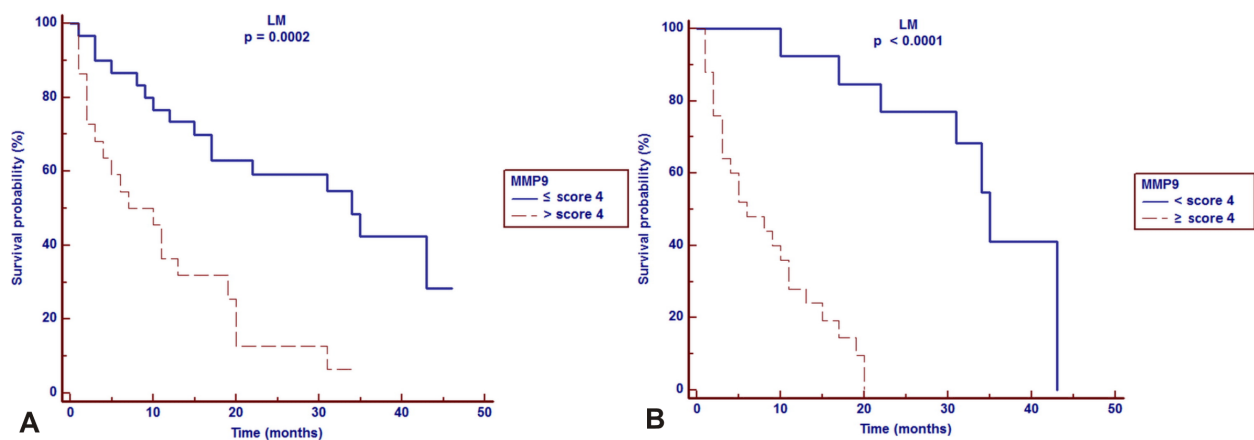 LM
p = 0.0002
100
80
60
40
20
0
Survival probability (%)
0 10 20 30 40 50
Time (months)
MMP9
≤ score 4
> score 4
A
LM
p < 0.0001
100
80
60
40
20
0
Survival probability (%)
0 10 20 30 40 50
Time (months)
MMP9
< score 4
≥ score 4
B